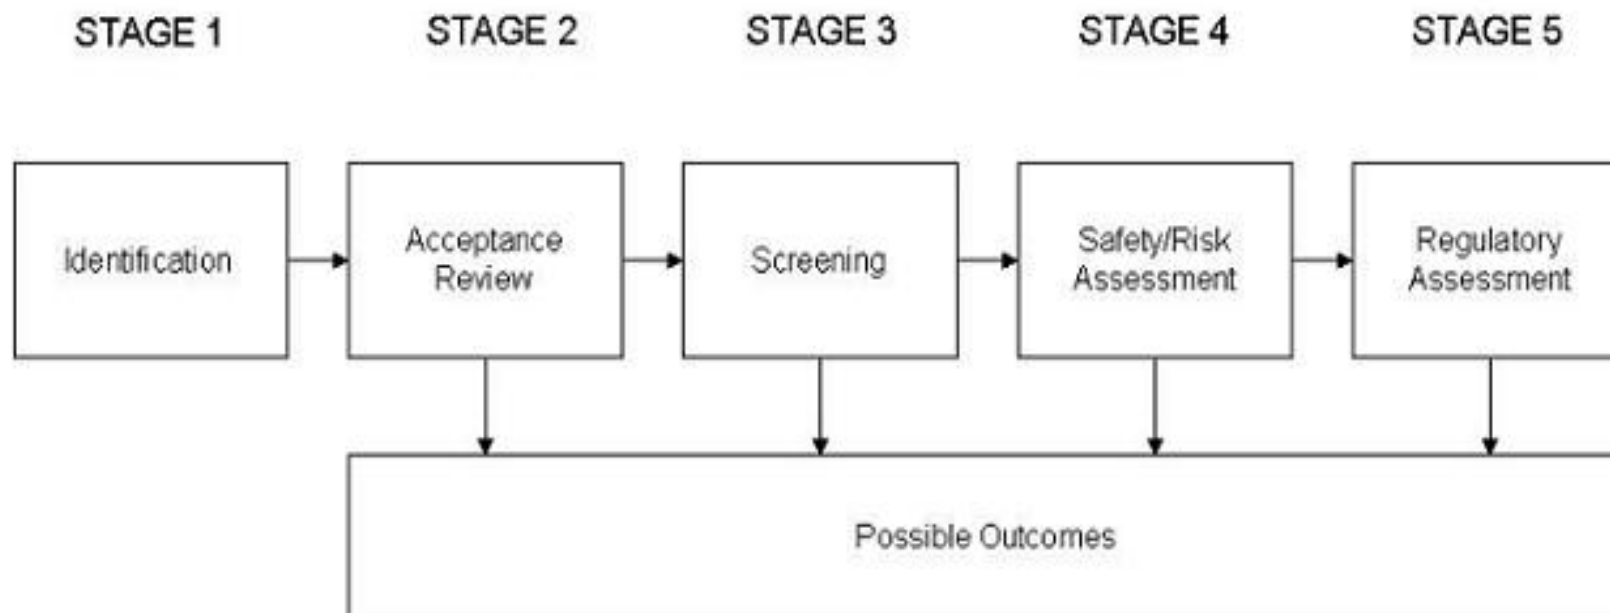 STAGE 1
STAGE 2
STAGE 3
STAGE 4
STAGE 5
Identification
Acceptance
Review
Screening
Safety/Risk
Assessment
Regulatory
Assessment
Possible Outcomes